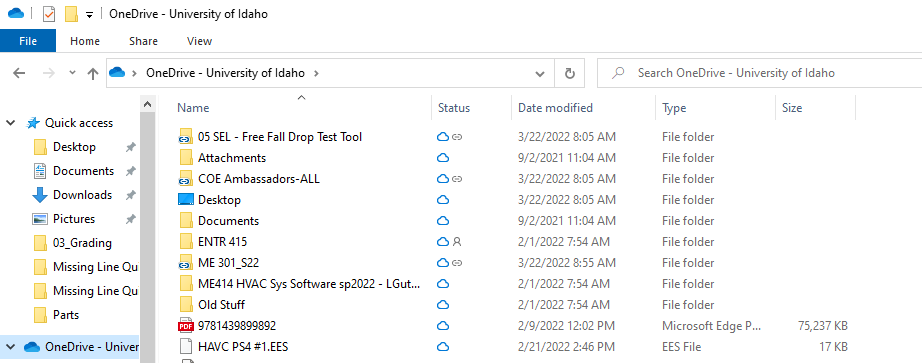 OneDrive - University of Idaho
File Home Share View
OneDrive - University of Idaho Search OneDrive - University of Idaho
Name Status Date modified Type Size
Quick access
Desktop
Documents
Downloads
Pictures
03_Grading
Missing Line Qu
Missing Line Qu
Parts
OneDrive - Univer
05 SEL - Free Fall Drop Test Tool 3/22/2022 8:05 AM File folder
Attachments 9/2/2021 11:04 AM File folder
COE Ambassadors-ALL 3/22/2022 8:05 AM File folder
Desktop 3/22/2022 8:05 AM File folder
Documents 9/2/2021 11:04 AM File folder
ENTR 415 2/1/2022 7:54 AM File folder
ME 301_S22 3/22/2022 8:55 AM File folder
ME414 HVAC Sys Software sp2022 - LGut... 2/1/2022 7:54 AM File folder
Old Stuff 2/1/2022 7:54 AM File folder
PDF 9781439899892 2/9/2022 12:02 PM Microsoft Edge P... 75,237 KB
HAVC PS4 #1.EES 2/21/2022 2:46 PM EES File 17 KB